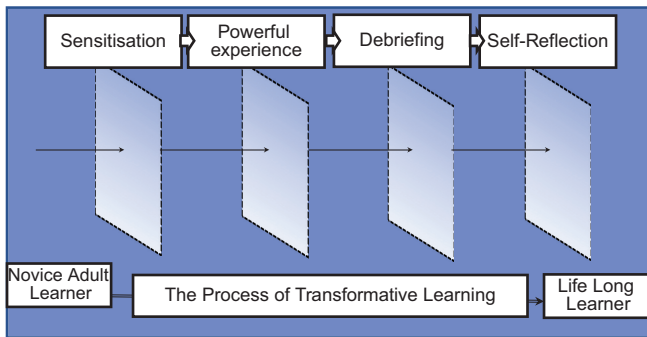 Sensitisation
Powerful
experience
Debriefing
Self-Reflection
Novice Adult
Learner
The Process of Transformative Learning
Life Long
Learner